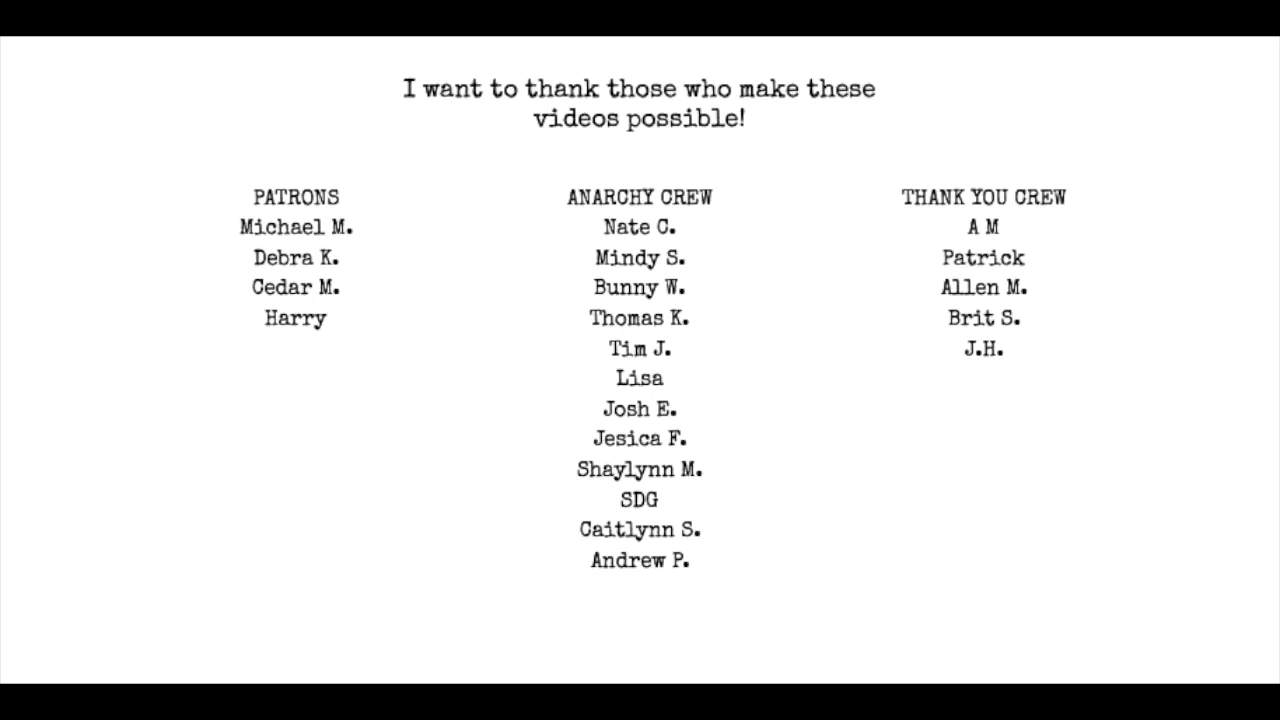 I want to thank those who make these
videos possible!
PATRONS
Michael M.
Debra K.
Cedar M.
Harry
ANARCHY CREW
Nate C.
Mindy S.
Bunny W.
Thomas K.
Tim J.
Lisa
Josh E.
Jesica F.
Shaylynn M.
SDG
Caitlynn S.
Andrew P.
THANK YOU CREW
A M
Patrick
Allen M.
Brit S.
J.H.